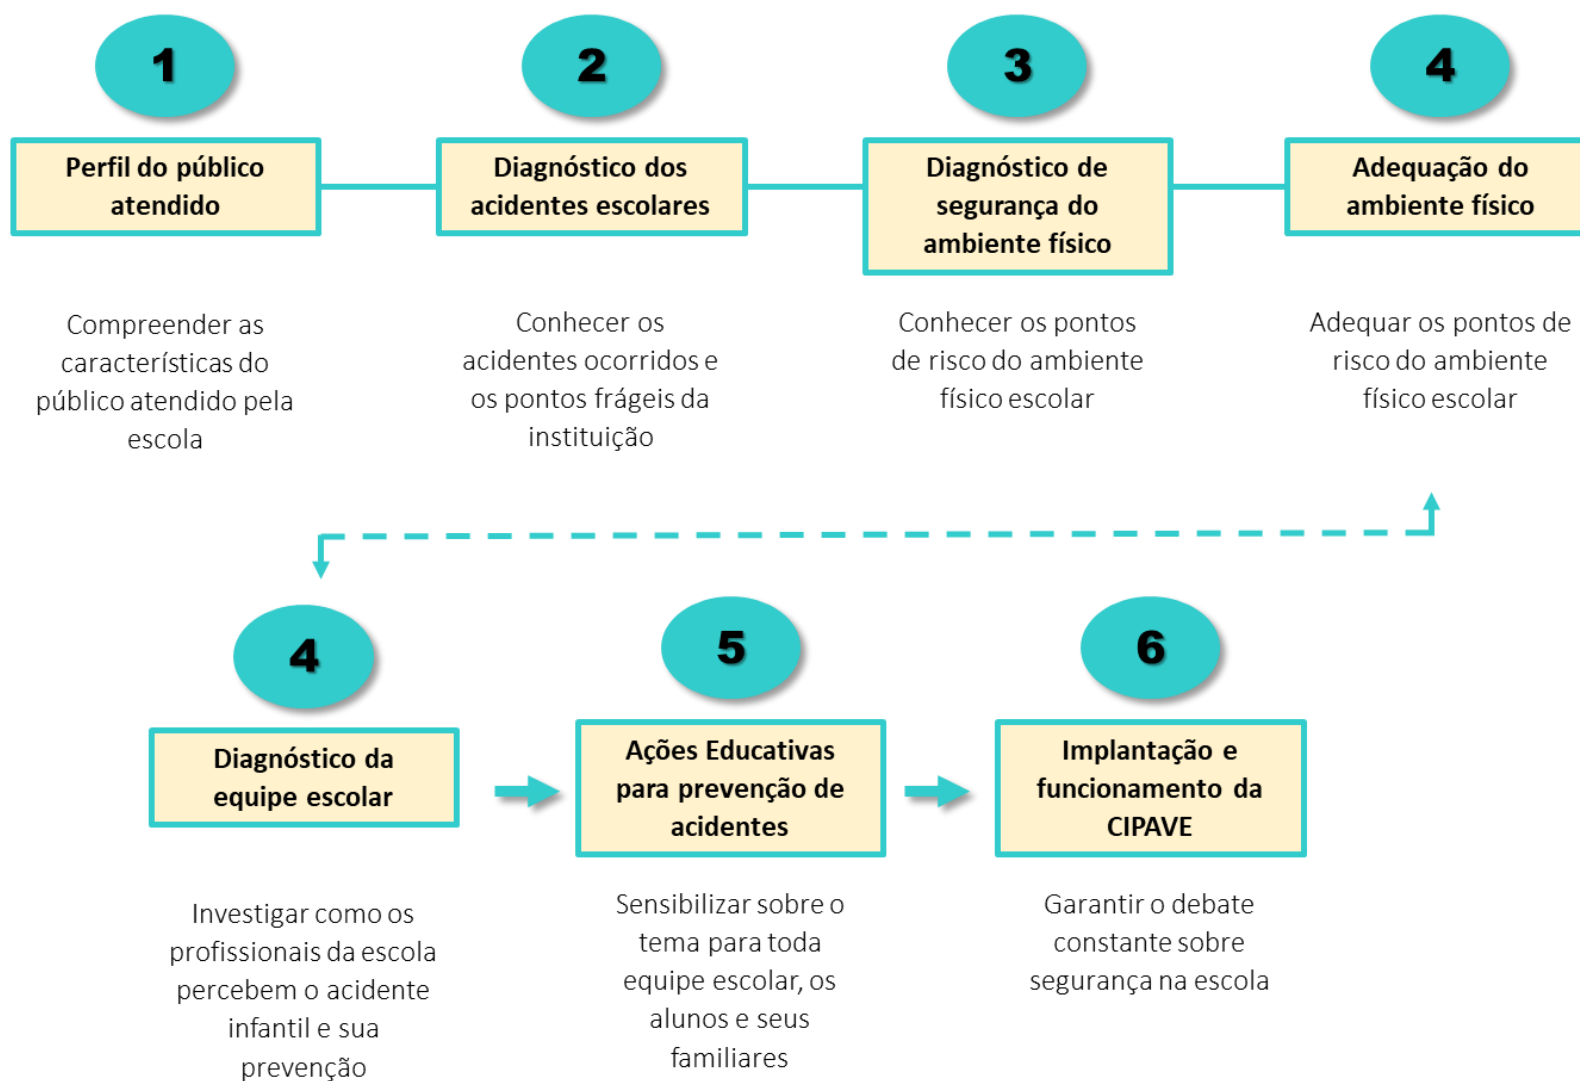 1
Perfil do público
atendido
Compreender as
características do
público atendido pela
escola
2
Diagnóstico dos
acidentes escolares
Conhecer os
acidentes ocorridos e
os pontos frágeis da
instituição
3
Diagnóstico de
segurança do
ambiente físico
Conhecer os pontos
de risco do ambiente
físico escolar
4
Adequação do
ambiente físico
Adequar os pontos de
risco do ambiente
físico escolar
4
Diagnóstico da
equipe escolar
Investigar como os
profissionais da escola
percebem o acidente
infantil e sua
prevenção
5
Ações Educativas
para prevenção de
acidentes
Sensibilizar sobre o
tema para toda
equipe escolar, os
alunos e seus
familiares
6
Implantação e
funcionamento da
CIPAVE
Garantir o debate
constante sobre
segurança na escola